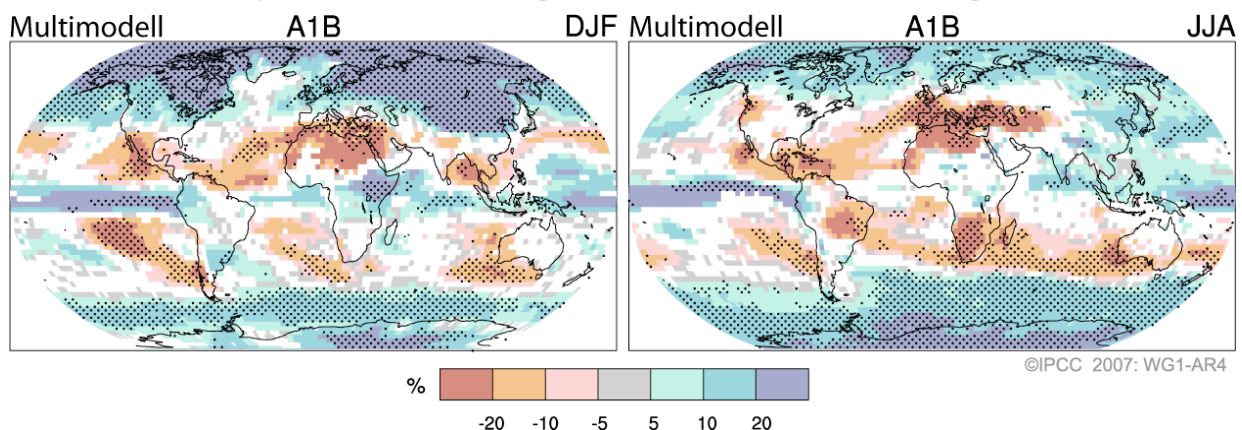 Multimodell A1B DJF
Multimodell A1B JJA
©IPCC 2007: WG1-AR4
%
-20 -10 -5 5 10 20